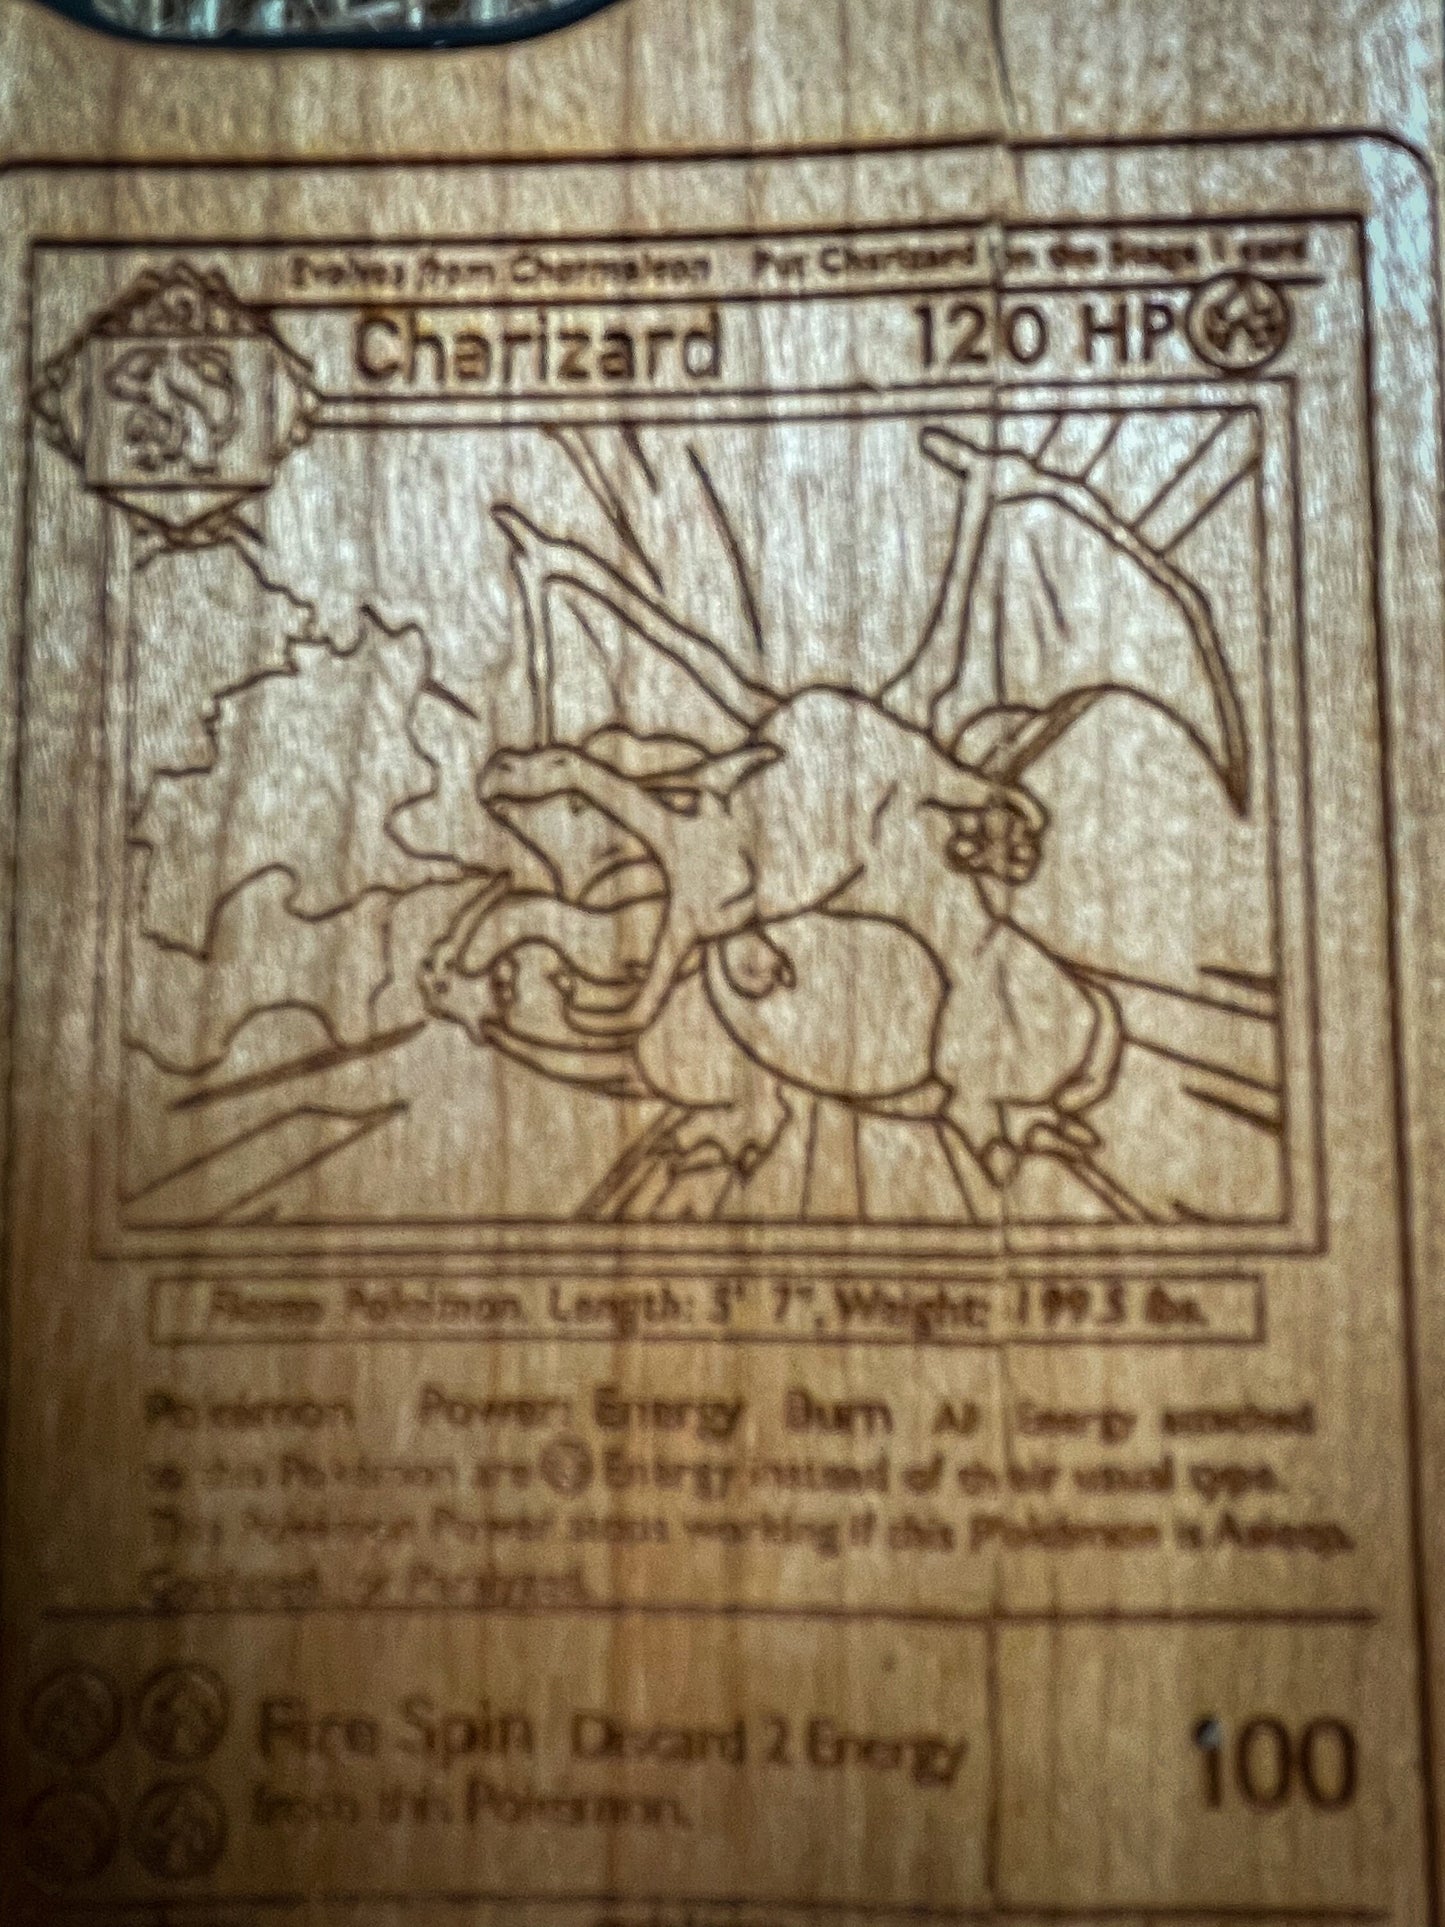 Evolves from Charmeleon Put Charizard on the Stage 1 card
Charizard 120 HP
Pokémon. Length: 5' 7", Weight: 199.5 lbs.
Pokémon Power: Energy Burn All Energy attached
to this Pokémon are Energy instead of their usual type.
This Pokémon Power stops working if this Pokémon is Asleep,
or Paralyzed.
Fire Spin Discard 2 Energy 100
from this Pokémon.